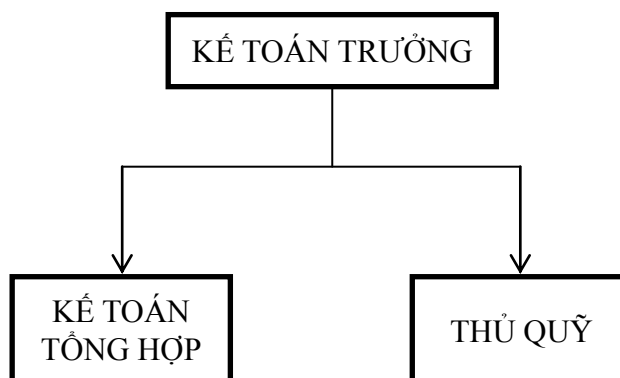 KẾ TOÁN TRƯỞNG
KẾ TOÁN
TỔNG HỢP
THỦ QUỸ